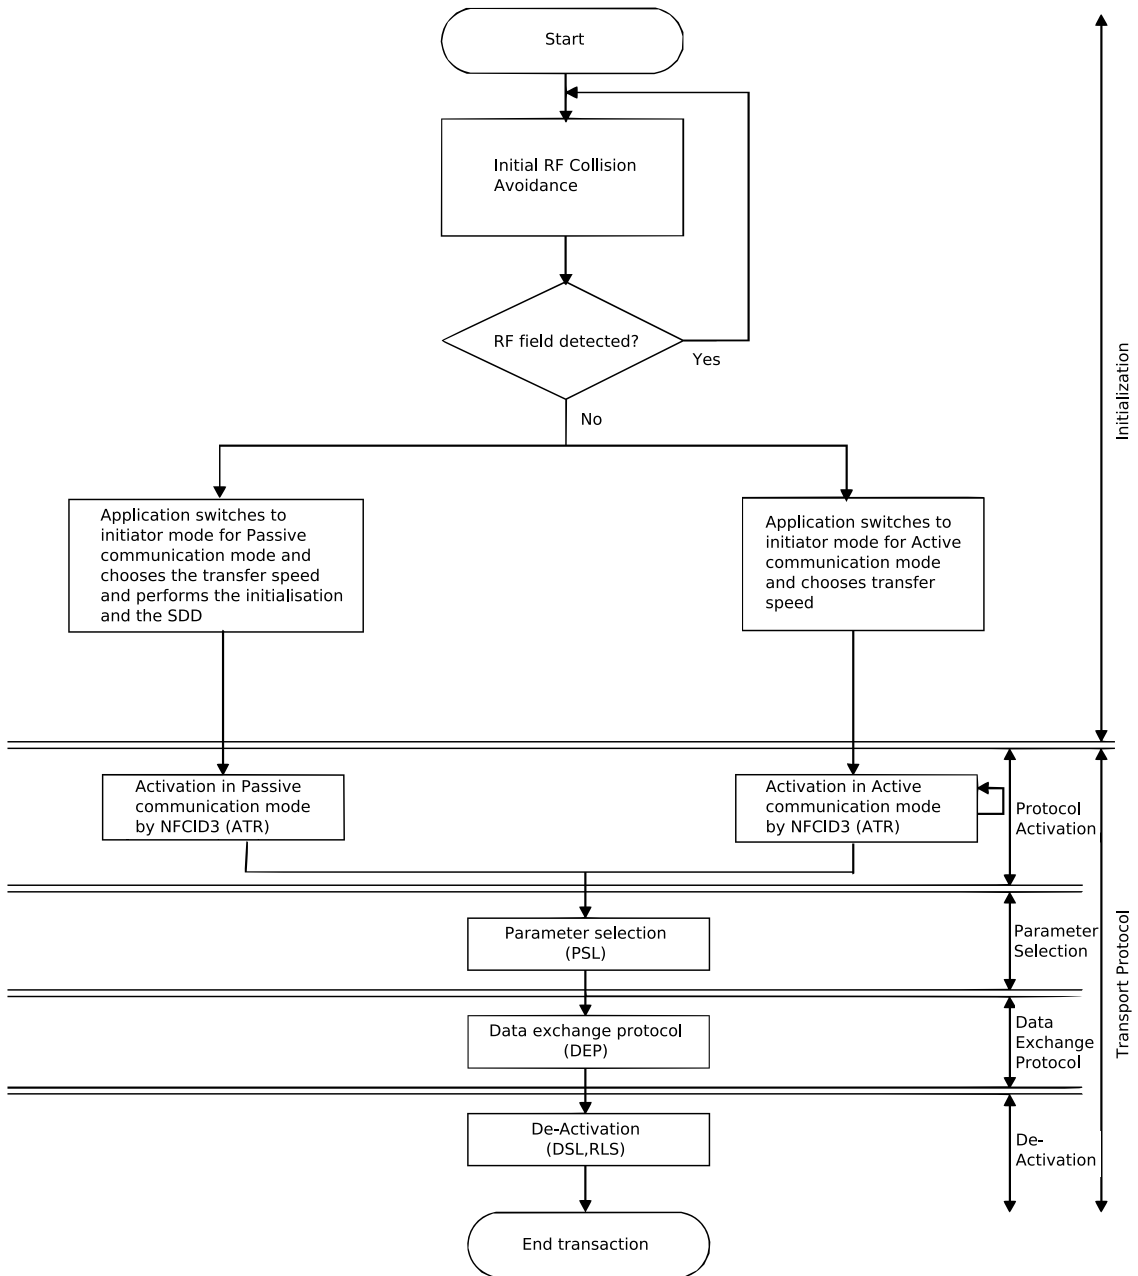 Start
Initial RF Collision
Avoidance
RF field detected?
Yes
No
Initialization
Application switches to
initiator mode for Passive
communication mode and
chooses the transfer speed
and performs the initialisation
and the SDD
Application switches to
initiator mode for Active
communication mode
and chooses transfer
speed
Activation in Passive
communication mode
by NFCID3 (ATR)
Activation in Active
communication mode
by NFCID3 (ATR)
Protocol
Activation
Parameter selection
(PSL)
Parameter
Selection
Transport Protocol
Data exchange protocol
(DEP)
Data
Exchange
Protocol
De-Activation
(DSL,RLS)
De-
Activation
End transaction